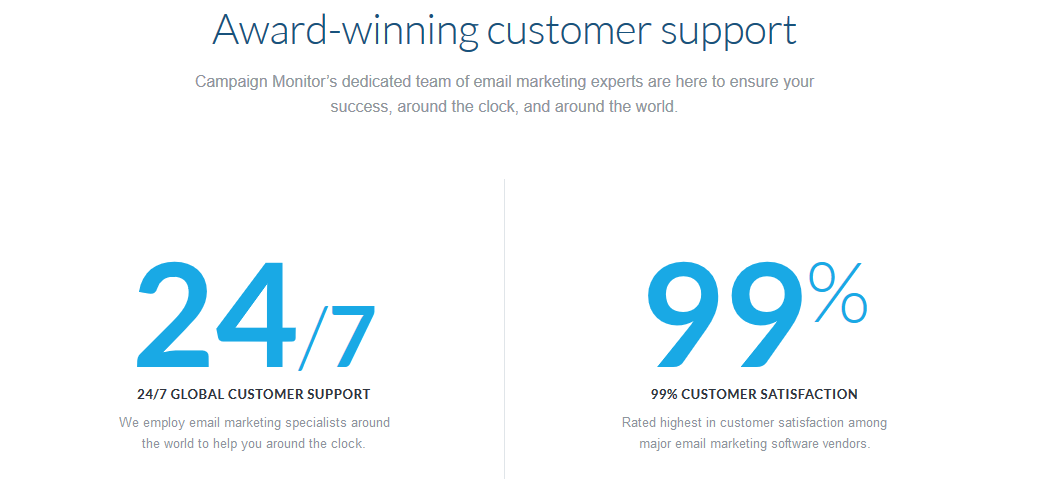 Award-winning customer support
Campaign Monitor’s dedicated team of email marketing experts are here to ensure your
success, around the clock, and around the world.
24/7
24/7 GLOBAL CUSTOMER SUPPORT
We employ email marketing specialists around
the world to help you around the clock.
99%
99% CUSTOMER SATISFACTION
Rated highest in customer satisfaction among
major email marketing software vendors.